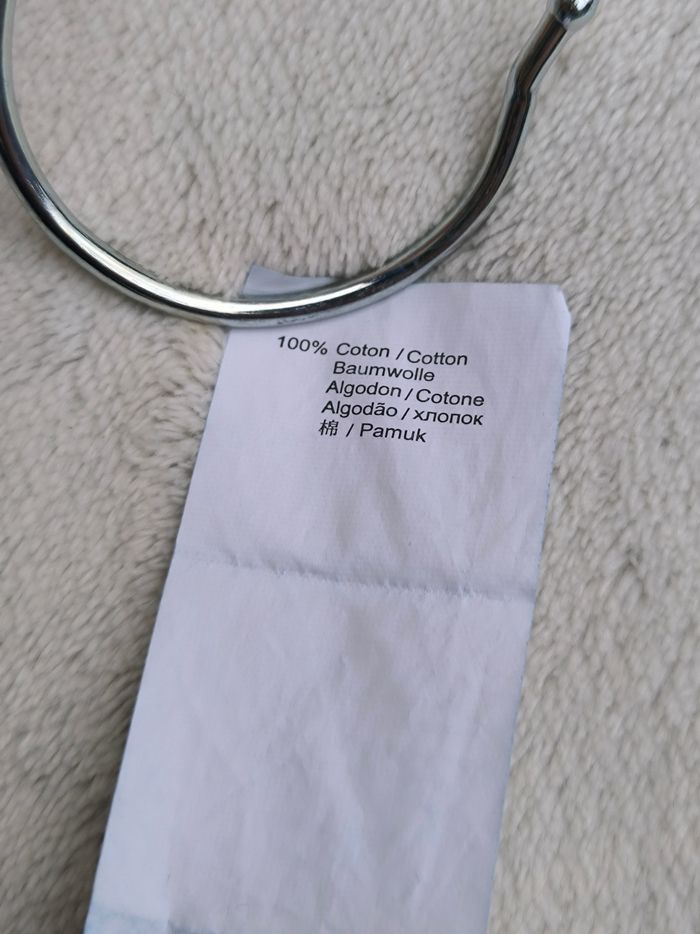 100% Coton / Cotton
Baumwolle
Algodon / Cotone
Algodão / хлопок
棉 / Pamuk